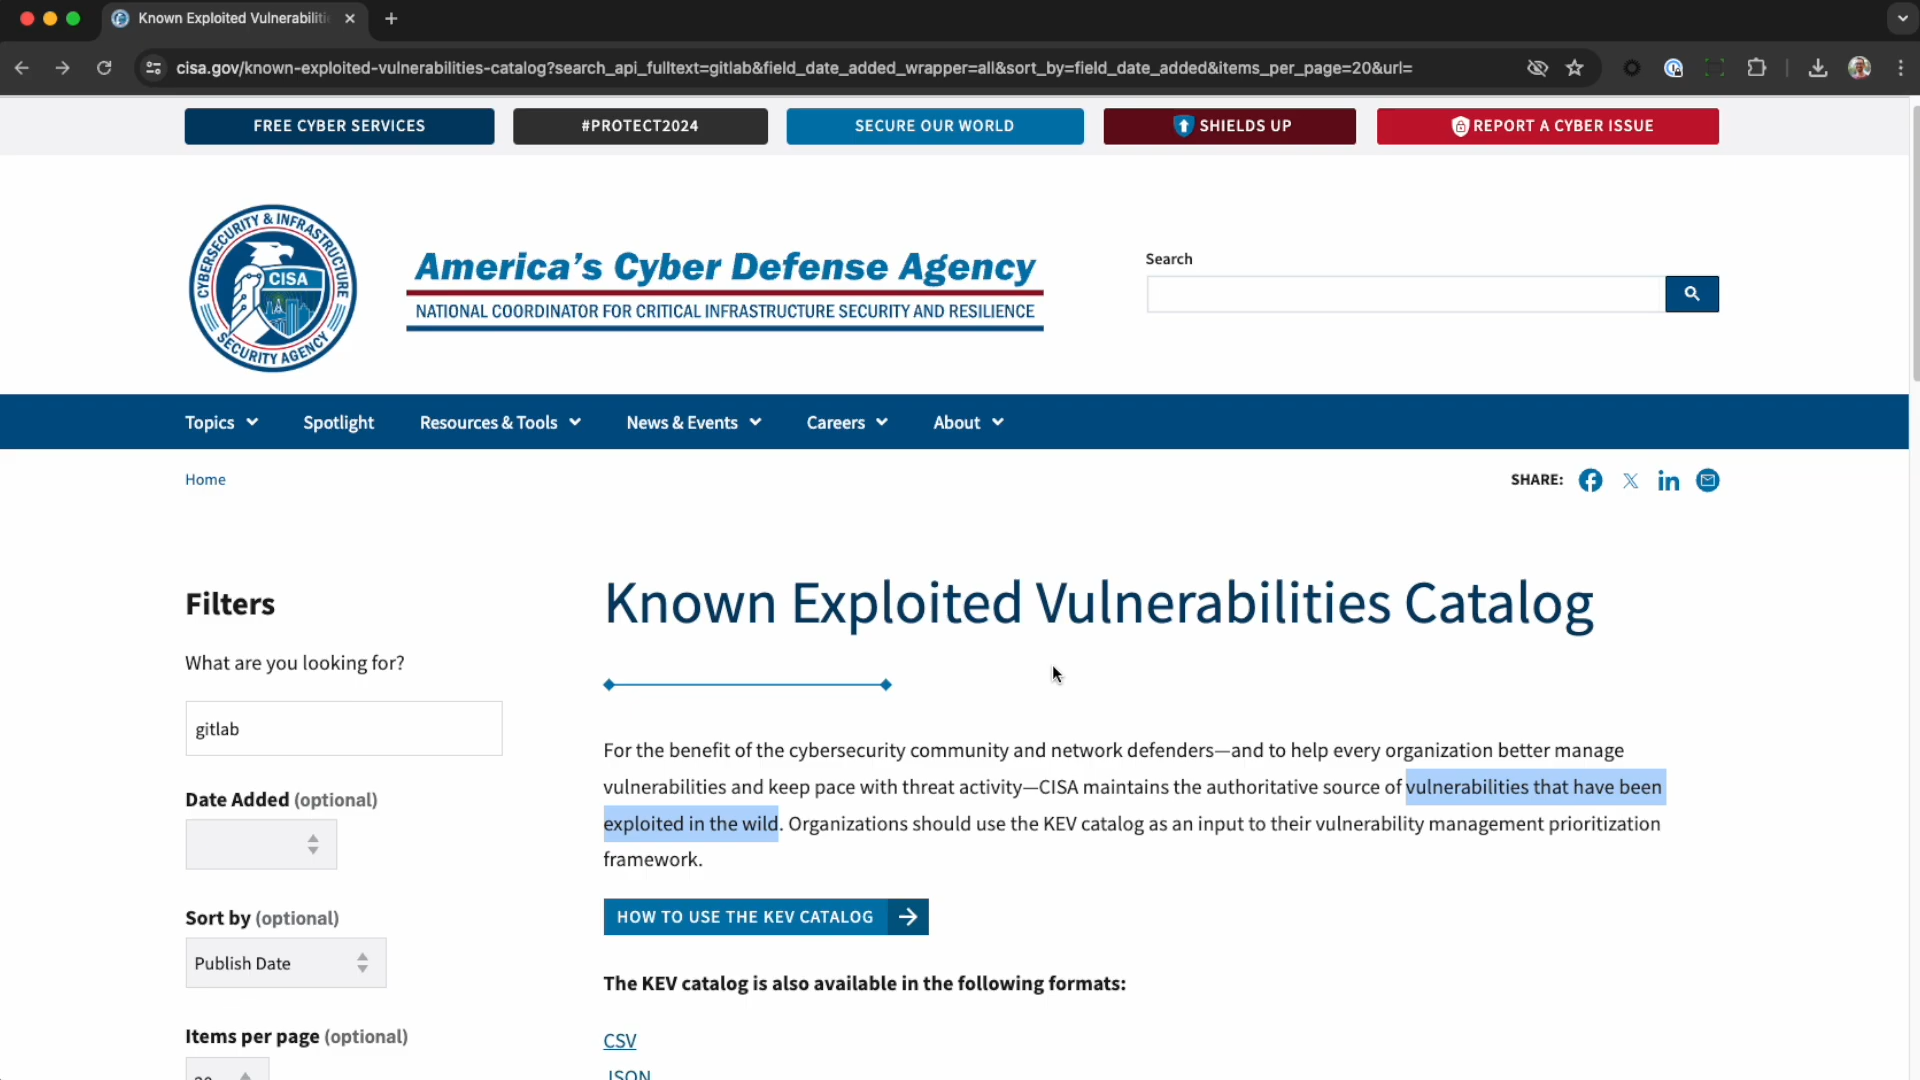 Known Exploited Vulnerabiliti
cisa.gov/known-exploited-vulnerabilities-catalog?search_api_fulltext=gitlab&field_date_added_wrapper=all&sort_by=field_date_added&items_per_page=20&url=
FREE CYBER SERVICES
#PROTECT2024
SECURE OUR WORLD
SHIELDS UP
REPORT A CYBER ISSUE
CYBERSECURITY & INFRASTRUCTURE
CISA
SECURITY AGENCY
America's Cyber Defense Agency
NATIONAL COORDINATOR FOR CRITICAL INFRASTRUCTURE SECURITY AND RESILIENCE
Search
Topics
Spotlight
Resources & Tools
News & Events
Careers
About
Home
SHARE:
Filters
What are you looking for?
gitlab
Date Added (optional)
Sort by (optional)
Publish Date
Items per page (optional)
20
Known Exploited Vulnerabilities Catalog
For the benefit of the cybersecurity community and network defenders—and to help every organization better manage
vulnerabilities and keep pace with threat activity—CISA maintains the authoritative source of vulnerabilities that have been
exploited in the wild. Organizations should use the KEV catalog as an input to their vulnerability management prioritization
framework.
HOW TO USE THE KEV CATALOG
The KEV catalog is also available in the following formats:
CSV
JSON